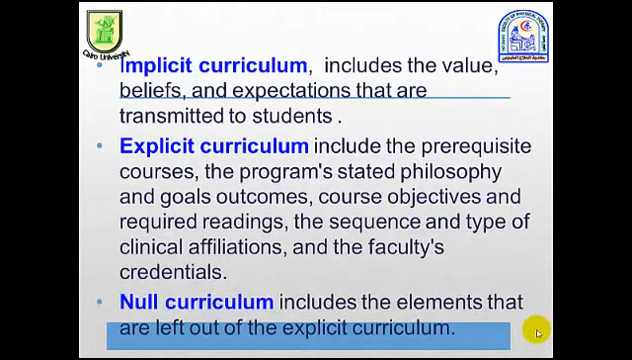 Cairo University
Implicit curriculum, includes the value,
beliefs, and expectations that are
transmitted to students .
Explicit curriculum include the prerequisite
courses, the program's stated philosophy
and goals outcomes, course objectives and
required readings, the sequence and type of
clinical affiliations, and the faculty's
credentials.
Null curriculum includes the elements that
are left out of the explicit curriculum.